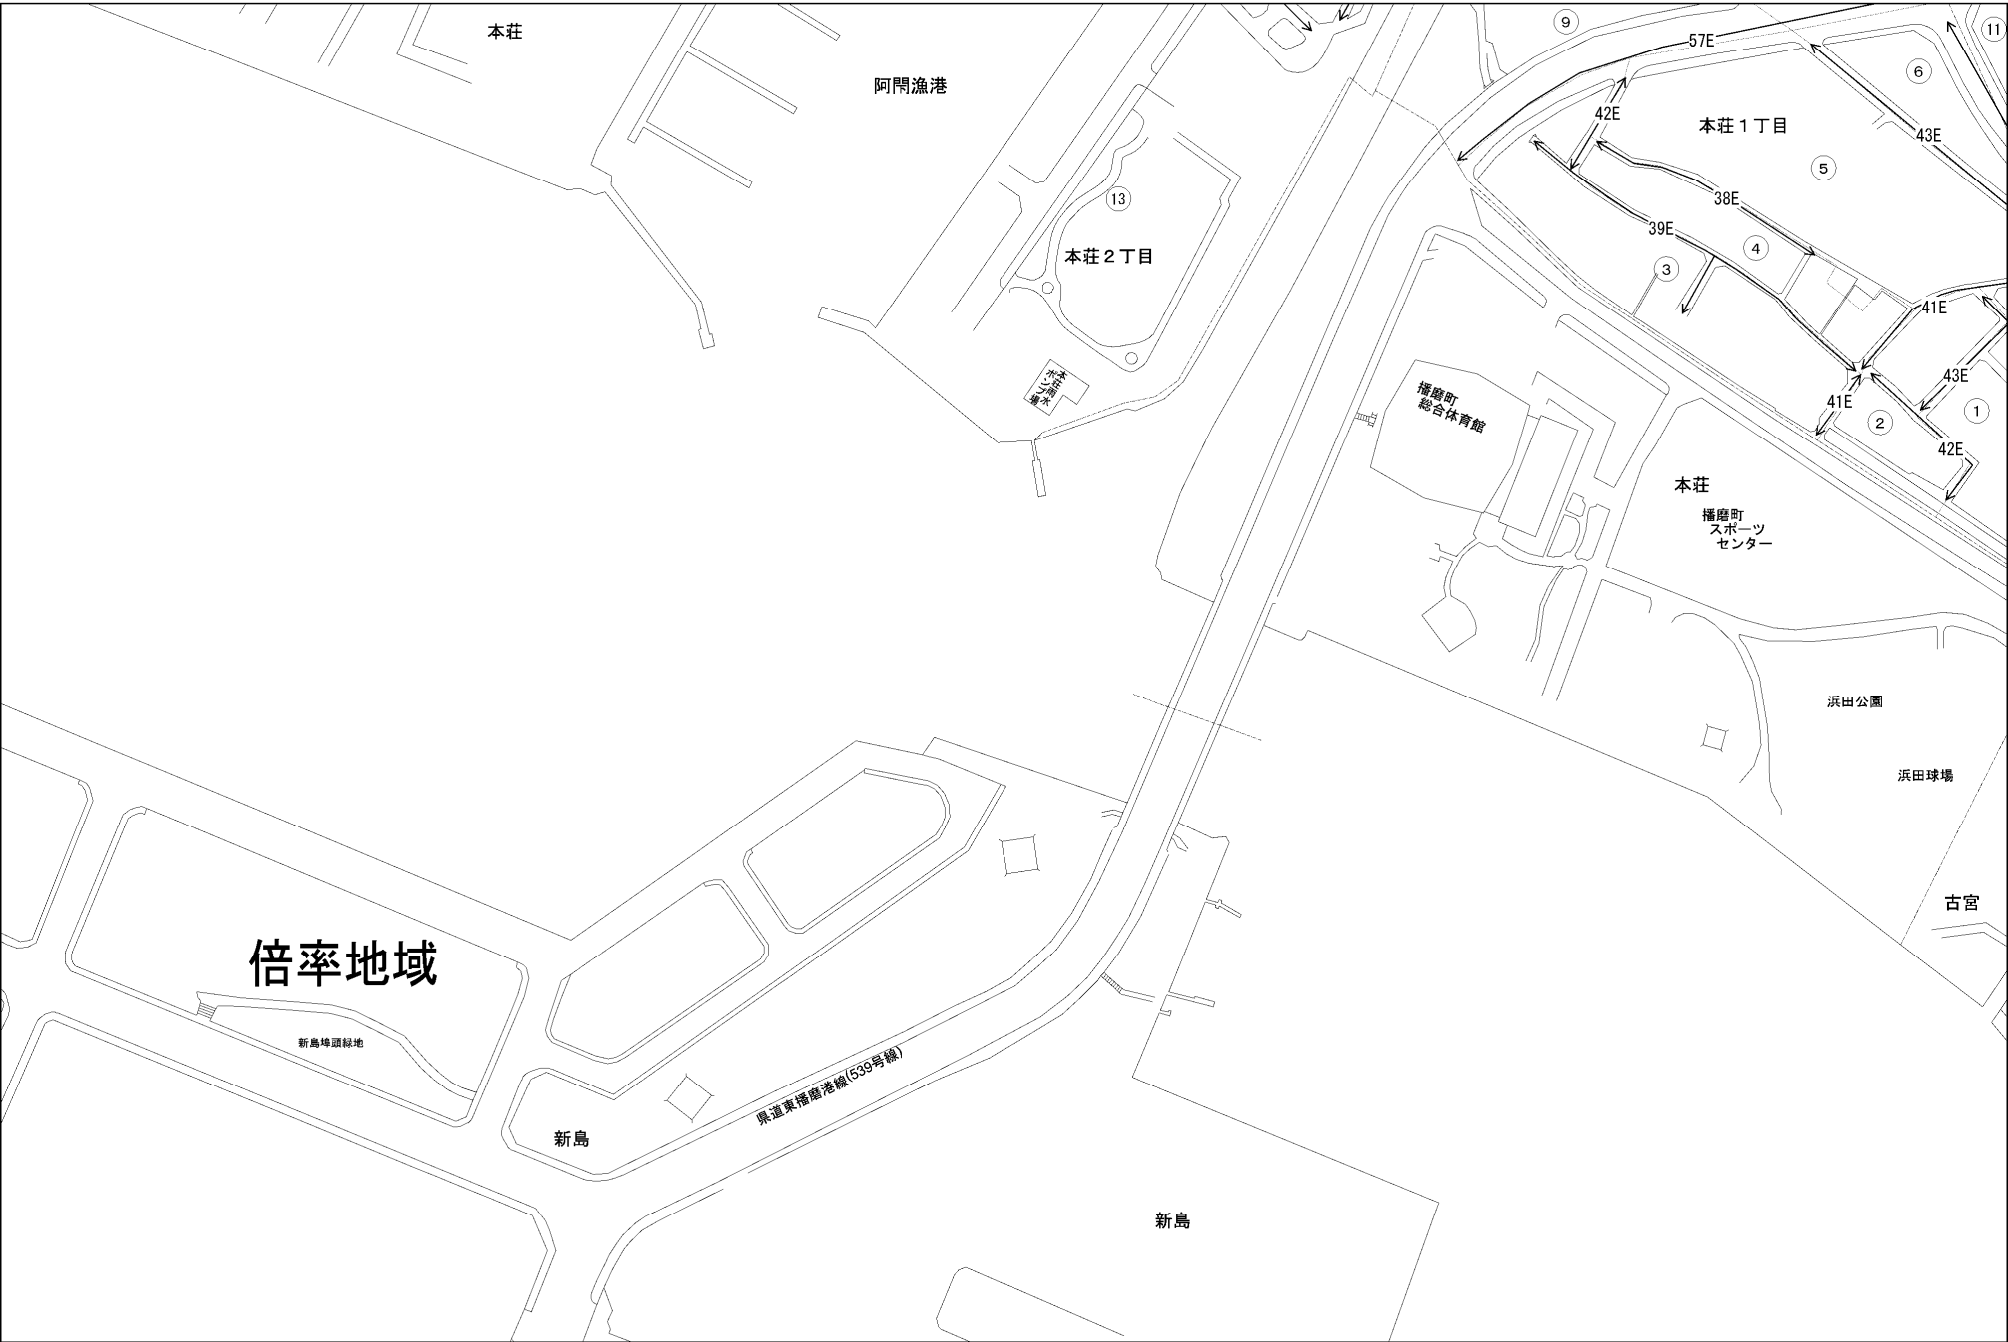 本荘
⑨
57E
⑪
⑥
阿閇漁港
42E
本荘1丁目
43E
⑤
⑬
38E
39E
④
本荘2丁目
③
41E
本荘雨水
ポンプ場
43E
播磨町
総合体育館
41E
①
②
42E
本荘
播磨町
スポーツ
センター
浜田公園
浜田球場
古宮
倍率地域
新島埠頭緑地
県道東播磨港線(539号線)
新島
新島